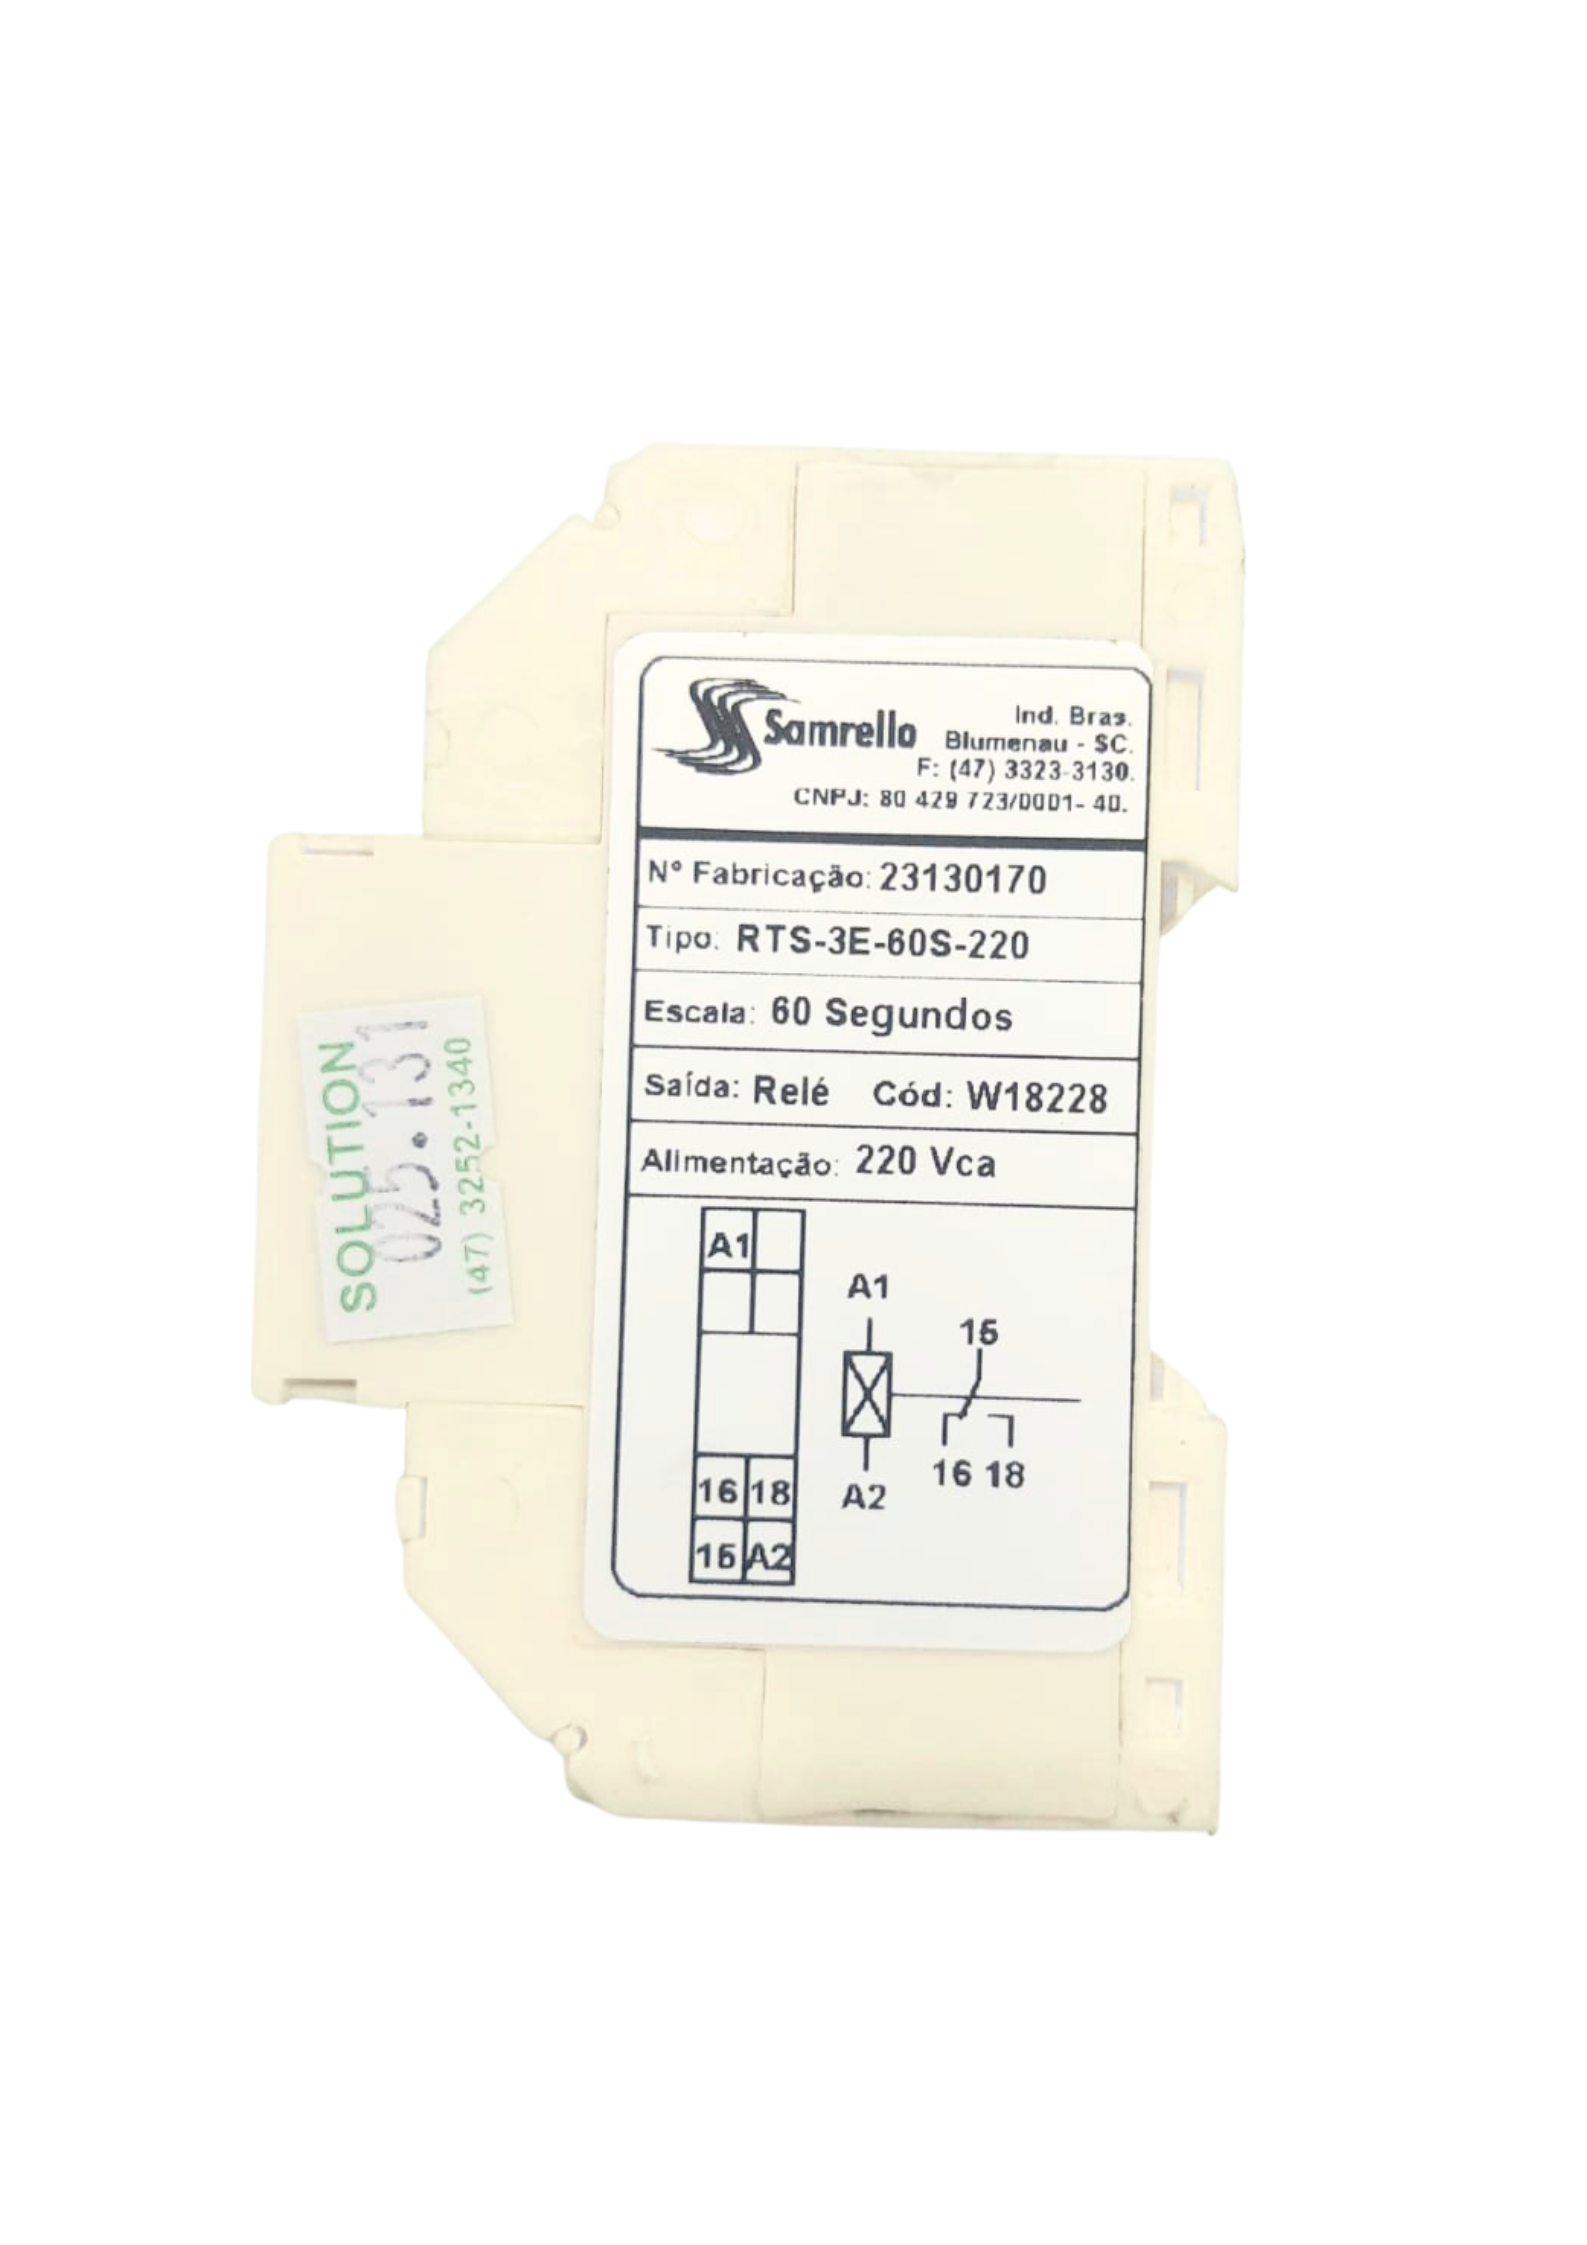 Samrello
Ind. Bras.
Blumenau - SC.
F: (47) 3323-3130.
CNPJ: 80 429 723/0001- 40.
Nº Fabricação: 23130170
Tipo: RTS-3E-60S-220
Escala: 60 Segundos
Saída: Relé Cód: W18228
Alimentação: 220 Vca
A1
16 18
15 A2
A1
15
16 18
A2
SOLUTION
025.131
(47) 3252-1340